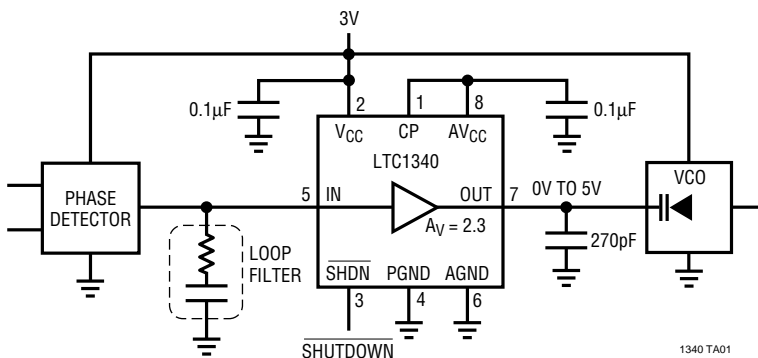 3V
0.1µF
2
1
8
0.1µF
VCC
CP
AVCC
LTC1340
PHASE
DETECTOR
5
IN
OUT
7
0V TO 5V
VCO
AV = 2.3
270pF
LOOP
FILTER
SHDN
PGND
AGND
3
4
6
SHUTDOWN
1340 TA01